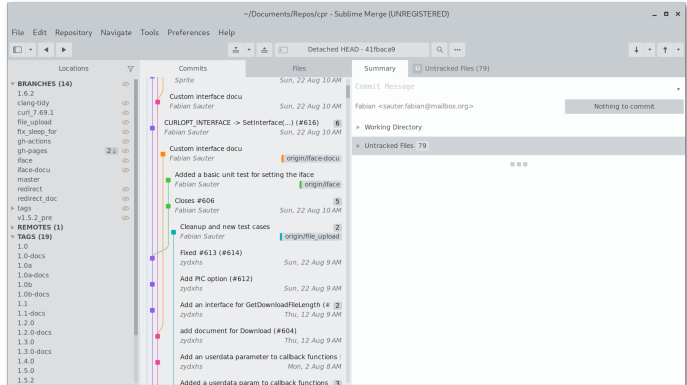 ~/Documents/Repos/cpr - Sublime Merge (UNREGISTERED)
File Edit Repository Navigate Tools Preferences Help
Detached HEAD - 41fbaca9
Locations
Commits
Files
Summary
U Untracked Files (79)
BRANCHES (14)
1.6.2
clang-tidy
curl_7.69.1
file_upload
fix_sleep_for
gh-actions
gh-pages 2↓
iface
iface-docu
master
redirect
redirect_doc
tags
v1.5.2_pre
REMOTES (1)
TAGS (19)
1.0
1.0-docs
1.0a
1.0a-docs
1.0b
1.0b-docs
1.1
1.1-docs
1.2.0
1.2.0-docs
1.3.0
1.3.0-docs
1.4.0
1.5.0
1.5.2
Sprite Sun, 22 Aug 10 AM
Custom interface docu
Fabian Sauter Sun, 22 Aug 10 AM
CURLOPT_INTERFACE -> SetInterface(...) (#616) 6
Fabian Sauter Sun, 22 Aug 10 AM
Custom interface docu
Fabian Sauter origin/iface-docu
Added a basic unit test for setting the iface
Fabian Sauter origin/iface
Closes #606 5
Fabian Sauter Sun, 22 Aug 10 AM
Cleanup and new test cases 2
Fabian Sauter origin/file_upload
Fixed #613 (#614)
zydxhs Sun, 22 Aug 9 AM
Add PIC option (#612)
zydxhs Sun, 22 Aug 9 AM
Add an interface for GetDownloadFileLength (# 2
zydxhs Thu, 12 Aug 9 AM
add document for Download (#604)
zydxhs Thu, 12 Aug 9 AM
Add an userdata parameter to callback functions
zydxhs Mon, 2 Aug 8 AM
Added a userdata param to callback functions 3
Commit Message
Fabian <sauter.fabian@mailbox.org>
Nothing to commit
Working Directory
Untracked Files 79